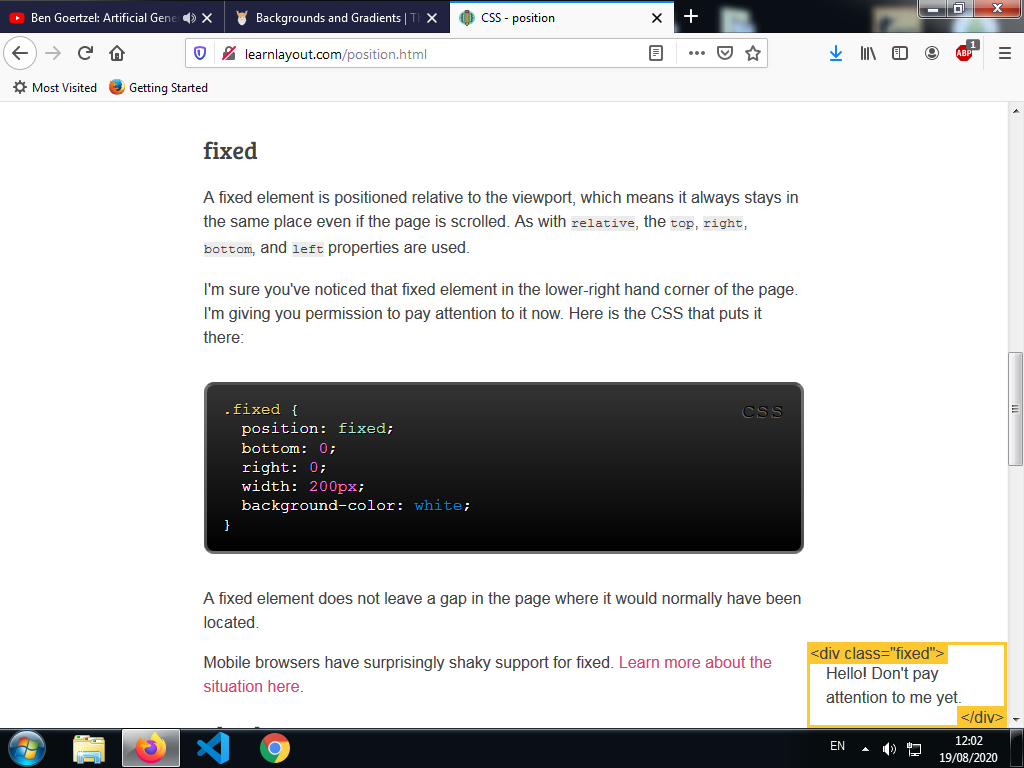 Ben Goertzel: Artificial Gene
Backgrounds and Gradients | Th
CSS - position
learnlayout.com/position.html
ABP
1
Most Visited
Getting Started
fixed
A fixed element is positioned relative to the viewport, which means it always stays in
the same place even if the page is scrolled. As with relative, the top, right,
bottom, and left properties are used.
I'm sure you've noticed that fixed element in the lower-right hand corner of the page.
I'm giving you permission to pay attention to it now. Here is the CSS that puts it
there:
CSS
.fixed {
position: fixed;
bottom: 0;
right: 0;
width: 200px;
background-color: white;
}
A fixed element does not leave a gap in the page where it would normally have been
located.
Mobile browsers have surprisingly shaky support for fixed. Learn more about the
situation here.
<div class="fixed">
Hello! Don't pay
attention to me yet.
</div>
EN
12:02
19/08/2020